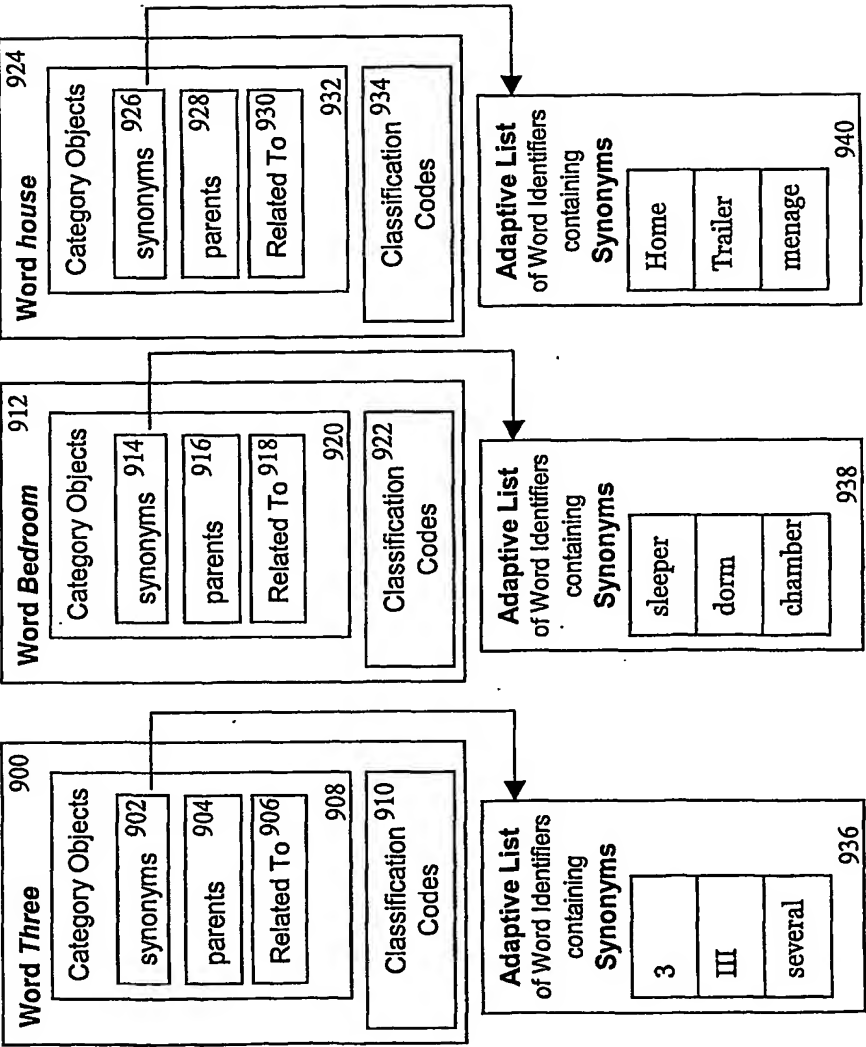 Word Three
900
Category Objects
synonyms 902
parents 904
Related To 906
908
Classification 910
Codes
Adaptive List
of Word Identifiers
containing
Synonyms
3
III
several
936
Word Bedroom
912
Category Objects
synonyms 914
parents 916
Related To 918
920
Classification 922
Codes
Adaptive List
of Word Identifiers
containing
Synonyms
sleeper
dorm
chamber
938
Word house
924
Category Objects
synonyms 926
parents 928
Related To 930
932
Classification 934
Codes
Adaptive List
of Word Identifiers
containing
Synonyms
Home
Trailer
menage
940